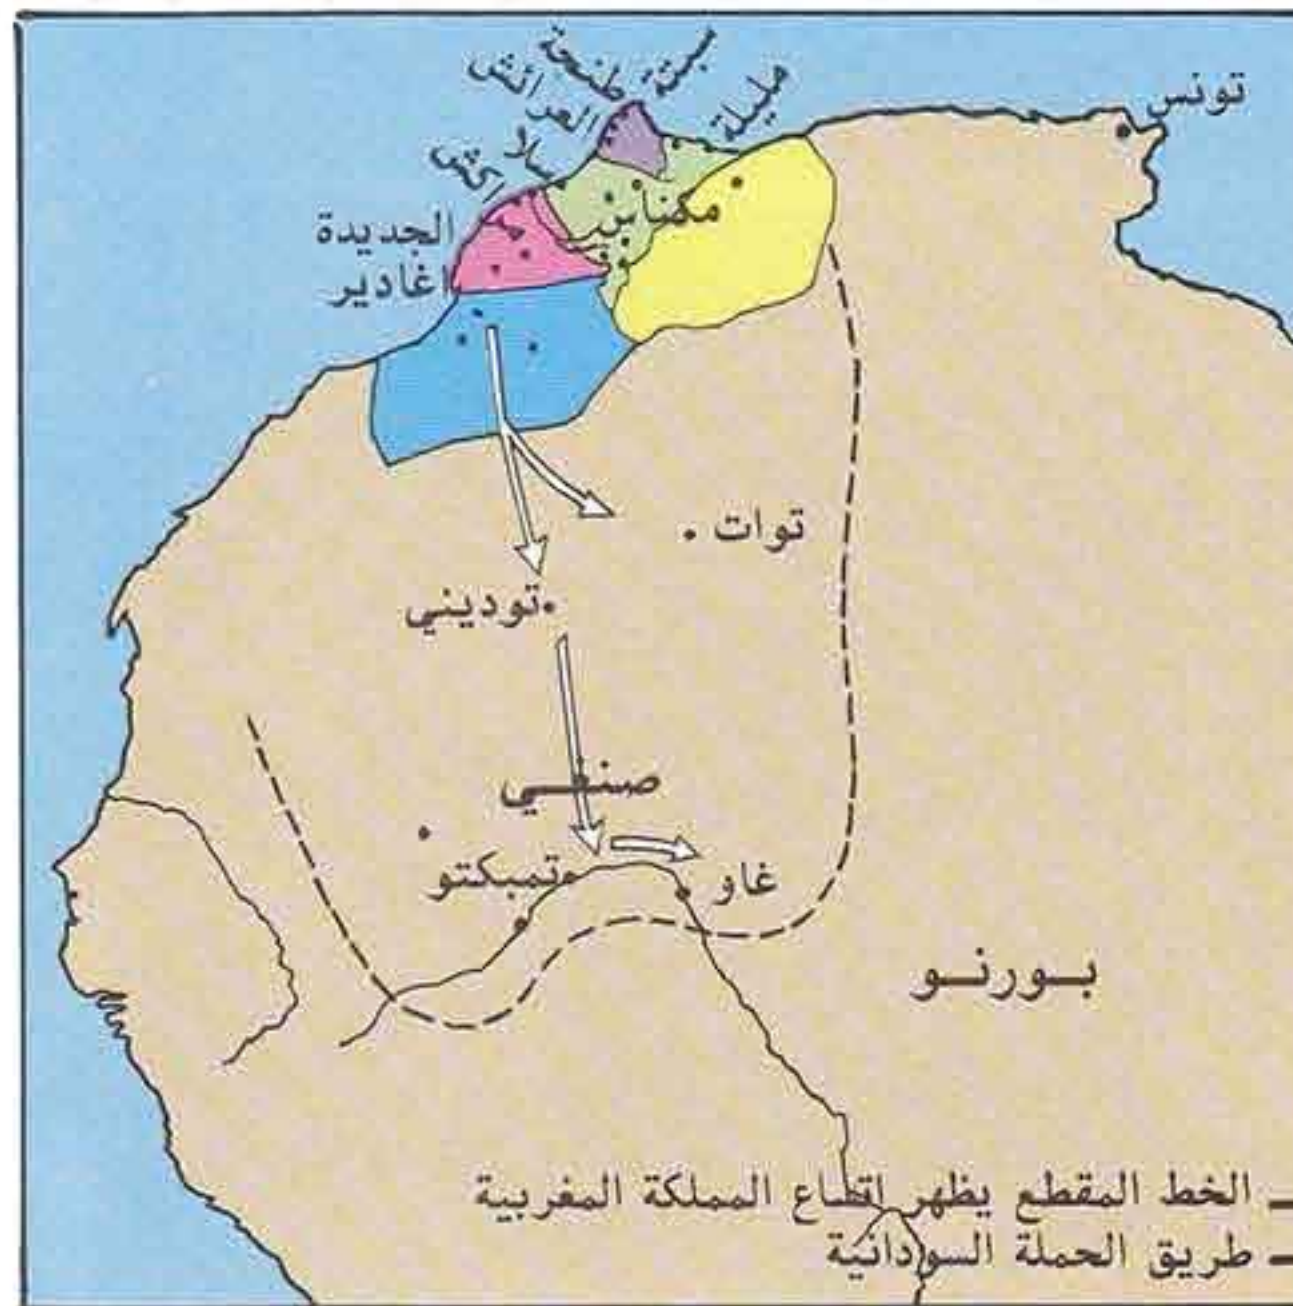 سبتة
طنجة
العرائش
مليلة
تونس
سلا
مكناس
الجديدة
اغادير
توات
توديني
صنغي
تمبكتو
غاو
بورنو
الخط المقطع يظهر اتساع المملكة المغربية
طريق الحملة السودانية